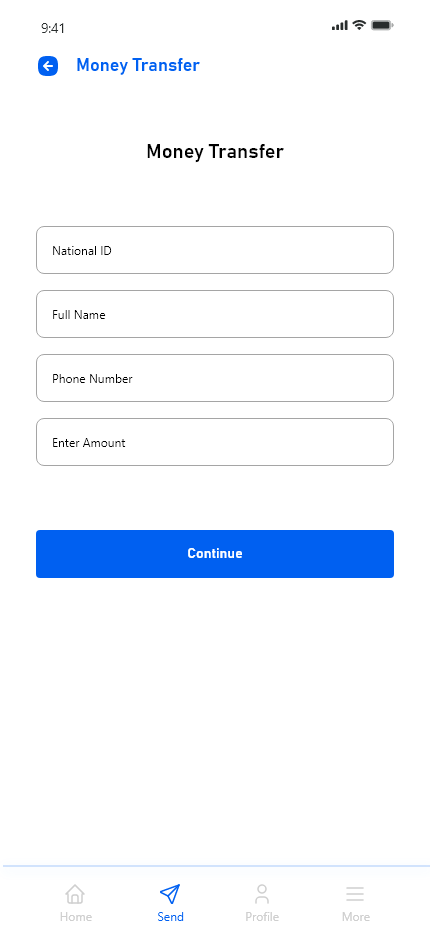 9:41
Money Transfer
Money Transfer
National ID
Full Name
Phone Number
Enter Amount
Continue
Home Send Profile More